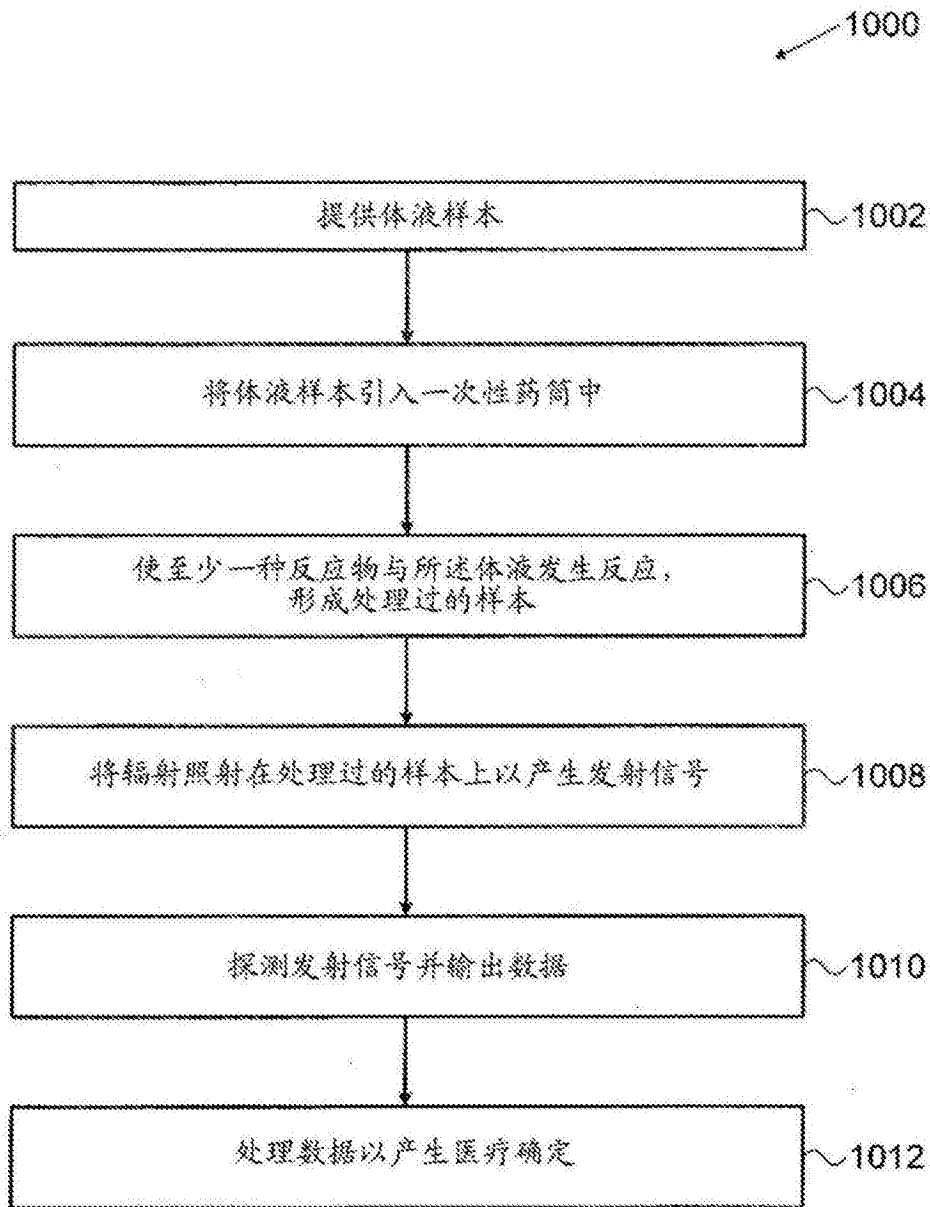 1000
提供体液样本
1002
将体液样本引入一次性药筒中
1004
使至少一种反应物与所述体液发生反应，
形成处理过的样本
1006
将辐射照射在处理过的样本上以产生发射信号
1008
探测发射信号并输出数据
1010
处理数据以产生医疗确定
1012